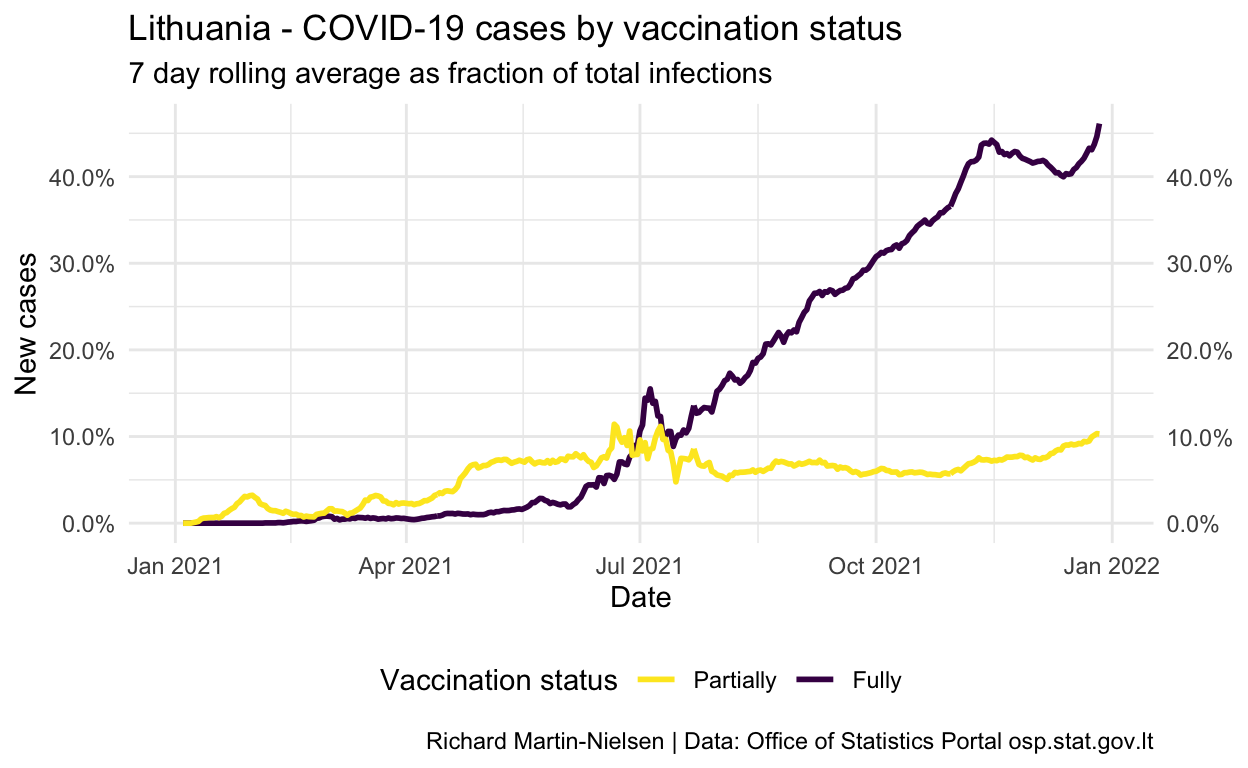 Lithuania - COVID-19 cases by vaccination status
7 day rolling average as fraction of total infections
New cases
40.0%
30.0%
20.0%
10.0%
0.0%
40.0%
30.0%
20.0%
10.0%
0.0%
Jan 2021 Apr 2021 Jul 2021 Oct 2021 Jan 2022
Date
Vaccination status Partially Fully
Richard Martin-Nielsen | Data: Office of Statistics Portal osp.stat.gov.lt